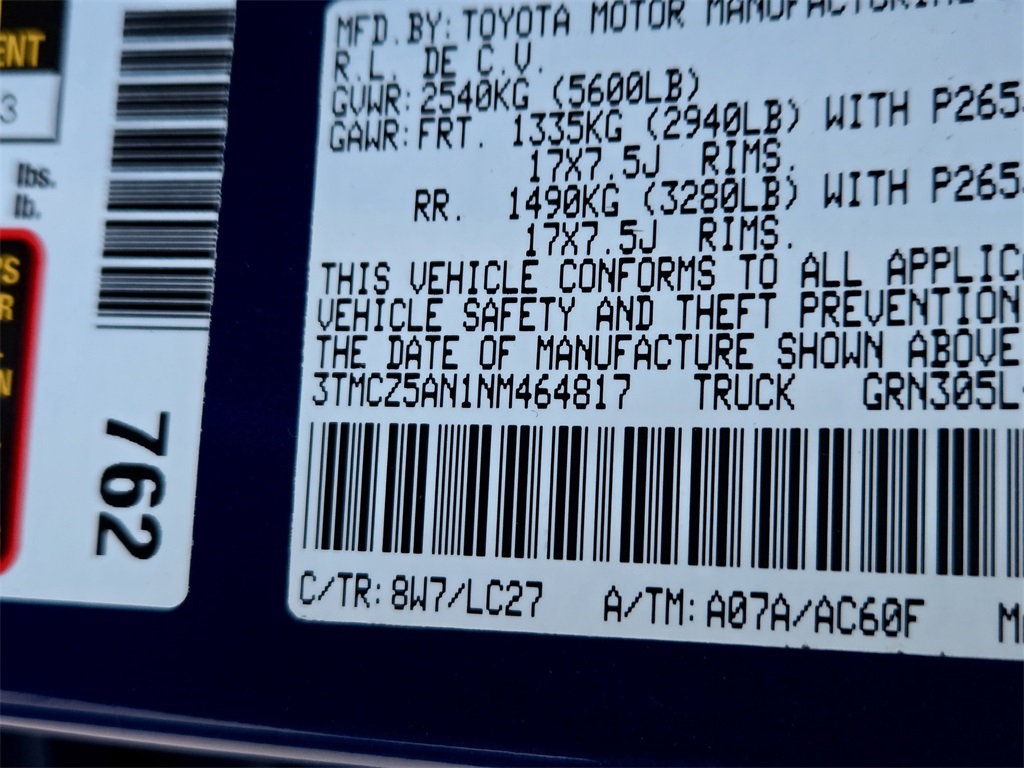 ENT
3
lbs.
lb.
RS
R
N
762
MFD. BY: TOYOTA MOTOR
R.L. DE C.V.
GVWR: 2540KG (5600LB)
GAWR: FRT. 1335KG (2940LB) WITH P265
17X7.5J RIMS.
RR. 1490KG (3280LB) WITH P265
17X7.5J RIMS.
THIS VEHICLE CONFORMS TO ALL APPLIC
VEHICLE SAFETY AND THEFT PREVENTION
THE DATE OF MANUFACTURE SHOWN ABOVE
3TMCZ5AN1NM464817 TRUCK GRN305L
C/TR: 8W7/LC27 A/TM: A07A/AC60F